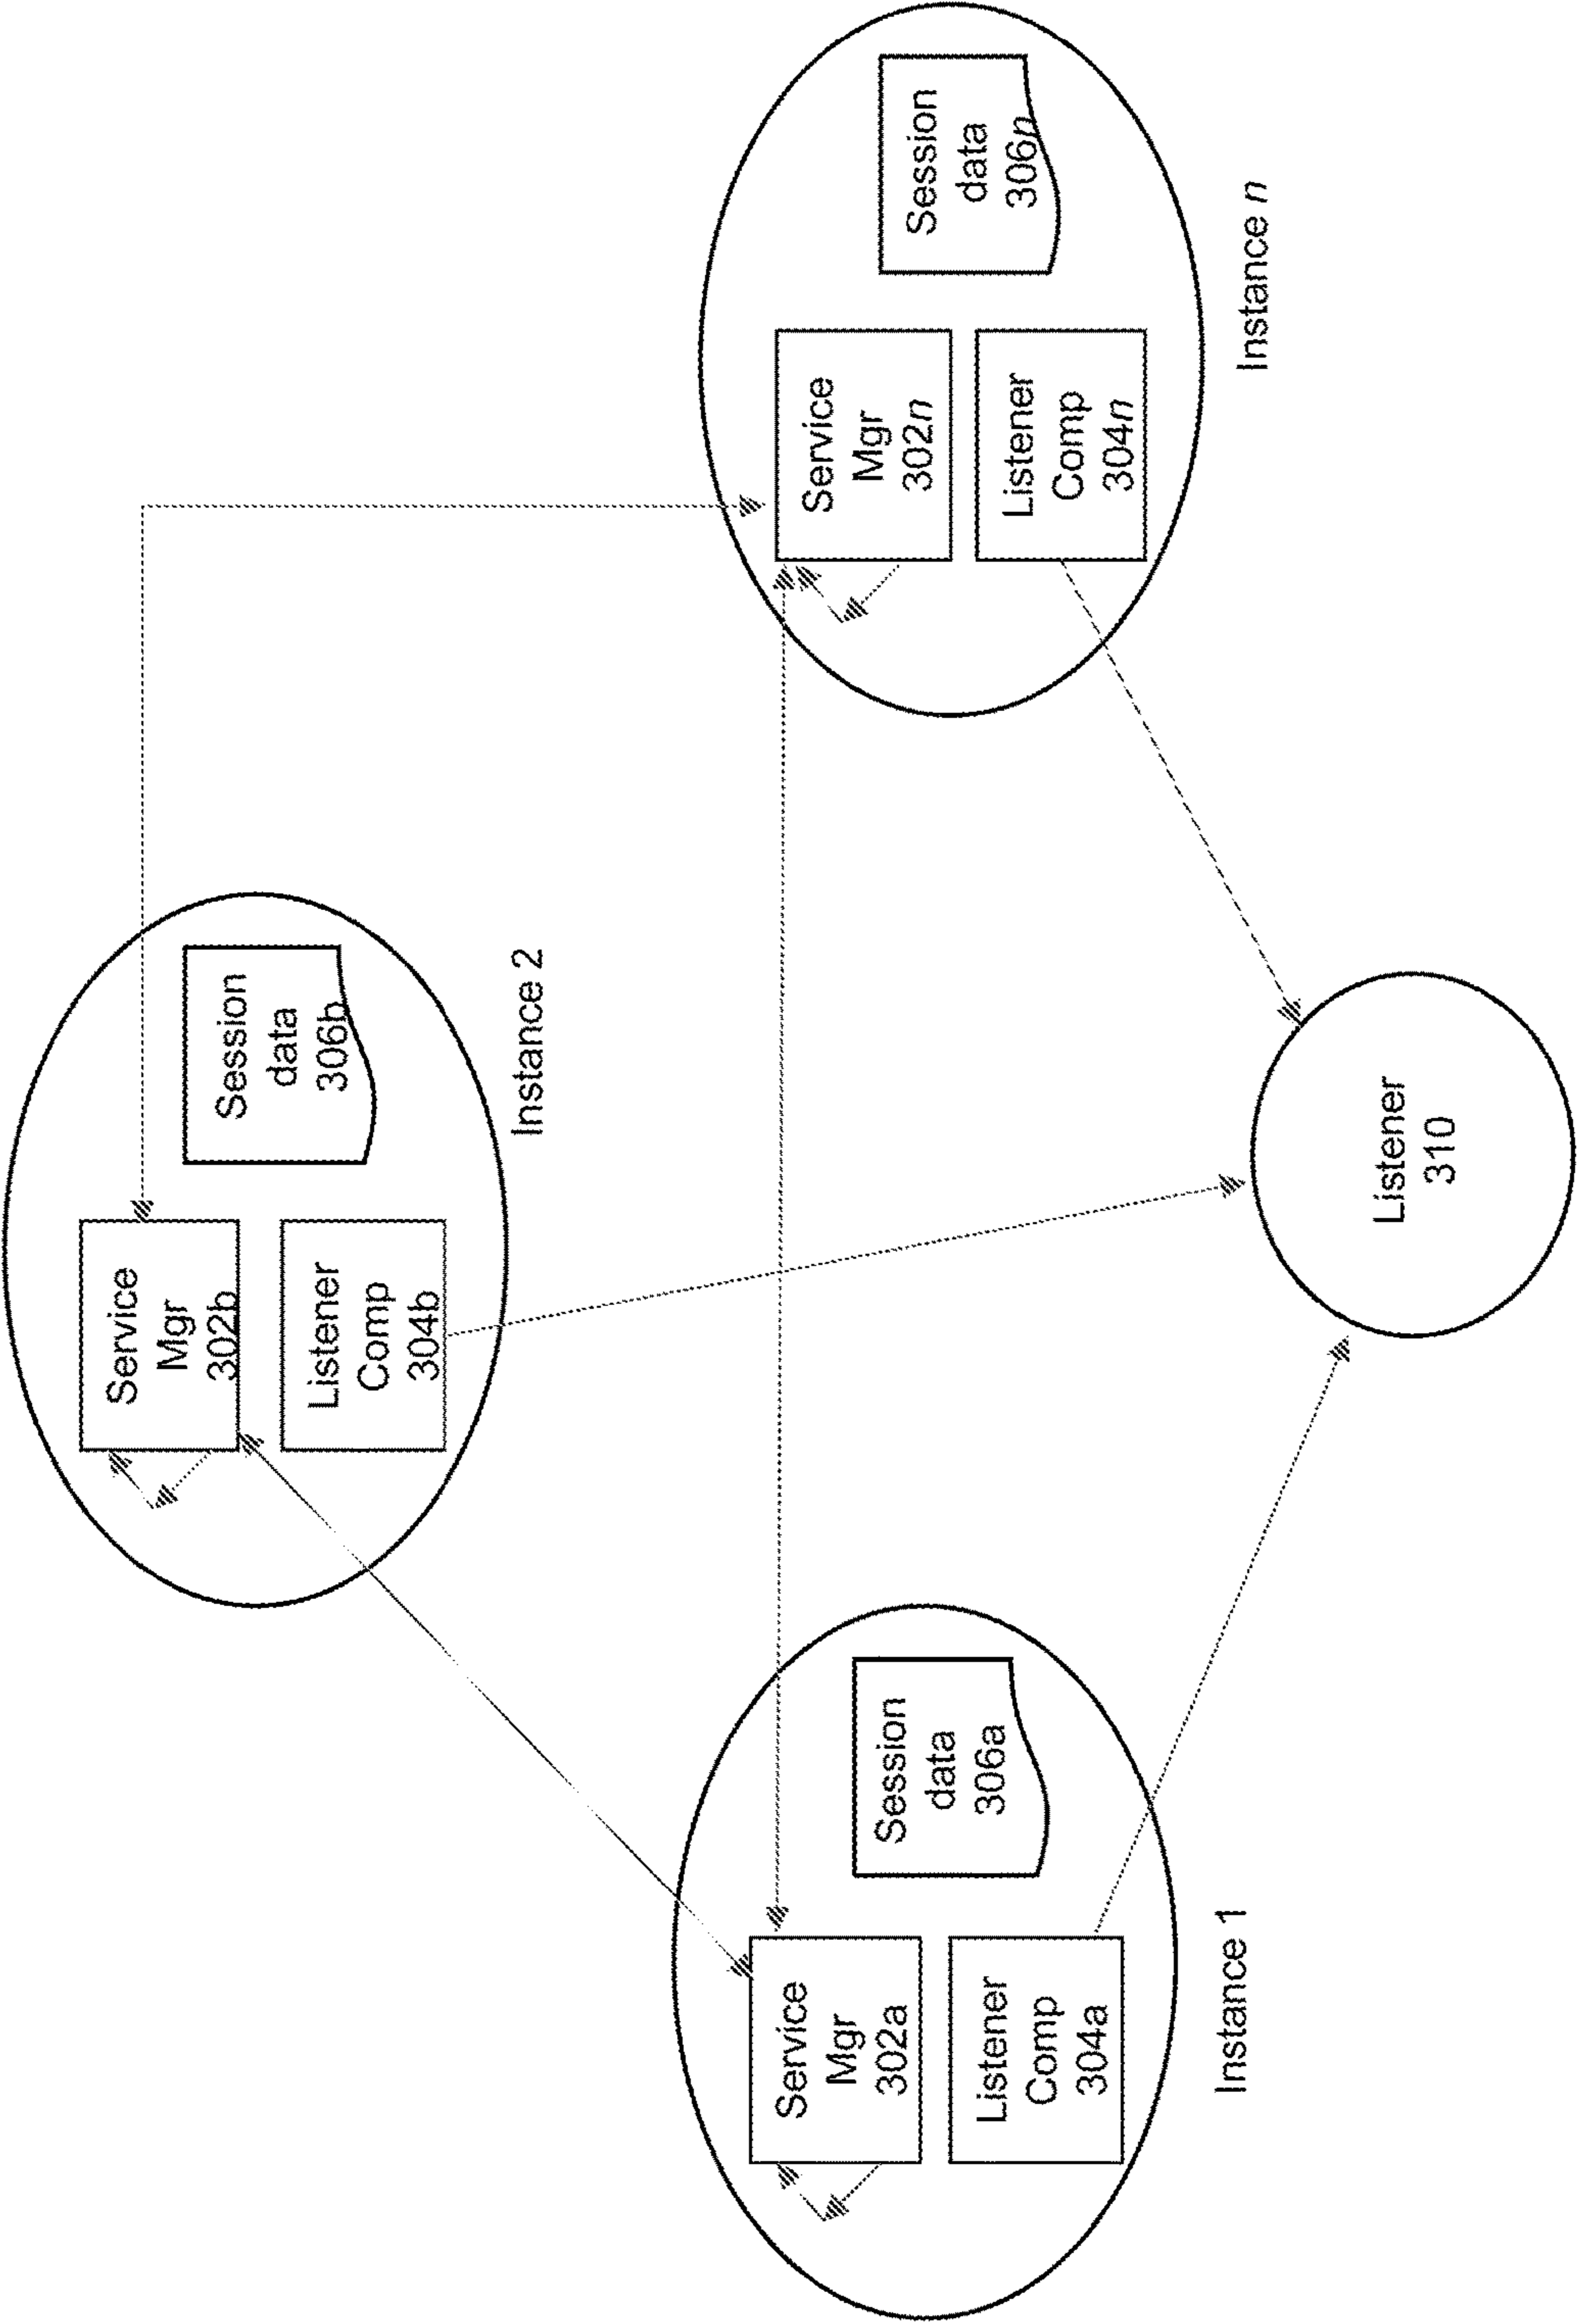 Service
Mgr
302b
Listener
Comp
304b
Session
data
306b
Instance 2
Service
Mgr
302a
Listener
Comp
304a
Session
data
306a
Instance 1
Service
Mgr
302n
Listener
Comp
304n
Session
data
306n
Instance n
Listener
310